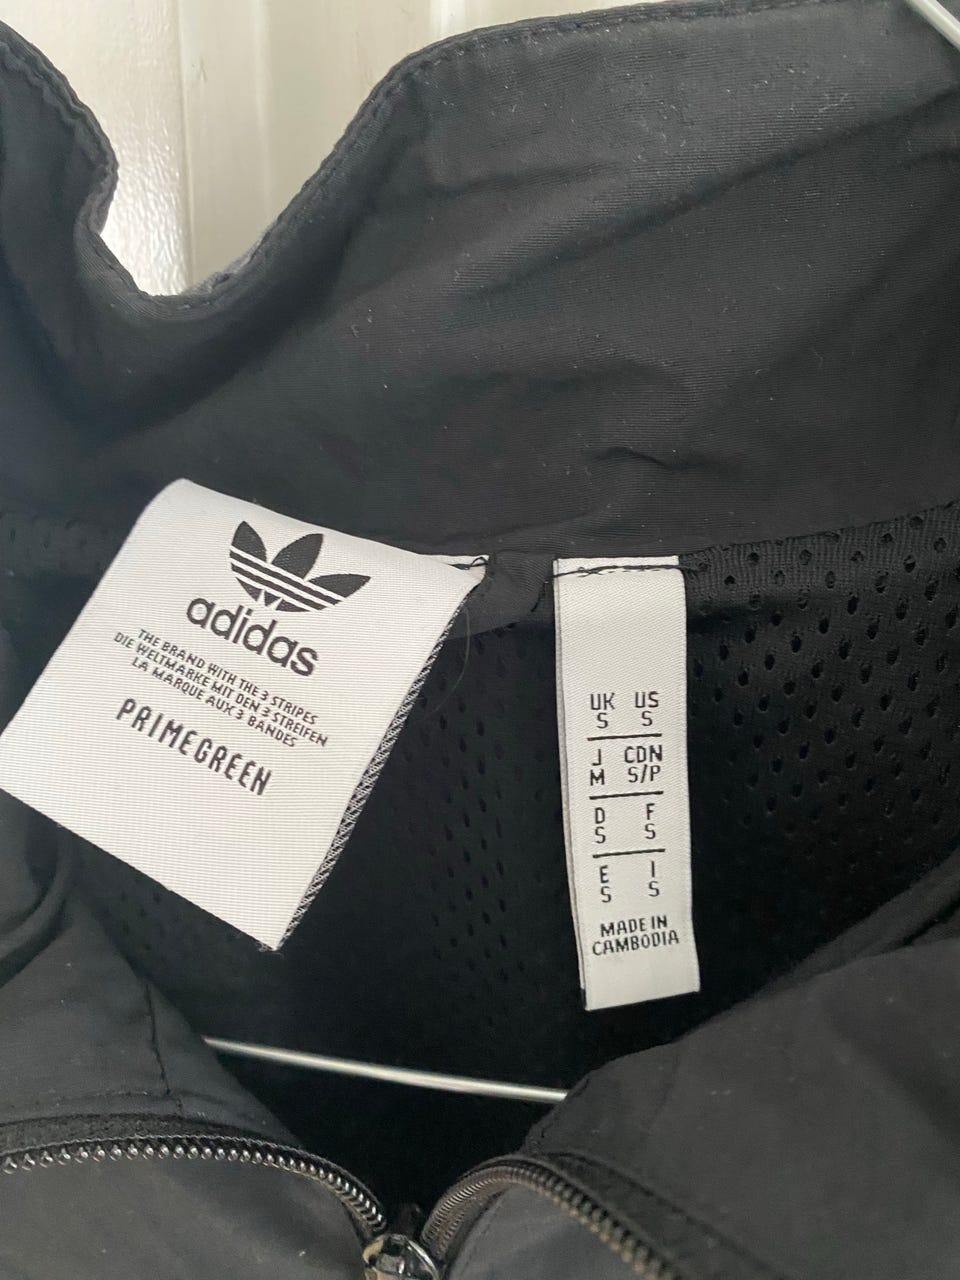 adidas
THE BRAND WITH THE 3 STRIPES
DIE WELTMARKE MIT DEN 3 STREIFEN
LA MARQUE AUX 3 BANDES
PRIMEGREEN
UK US
S S
J CDN
M S/P
D F
S S
E I
S S
MADE IN
CAMBODIA